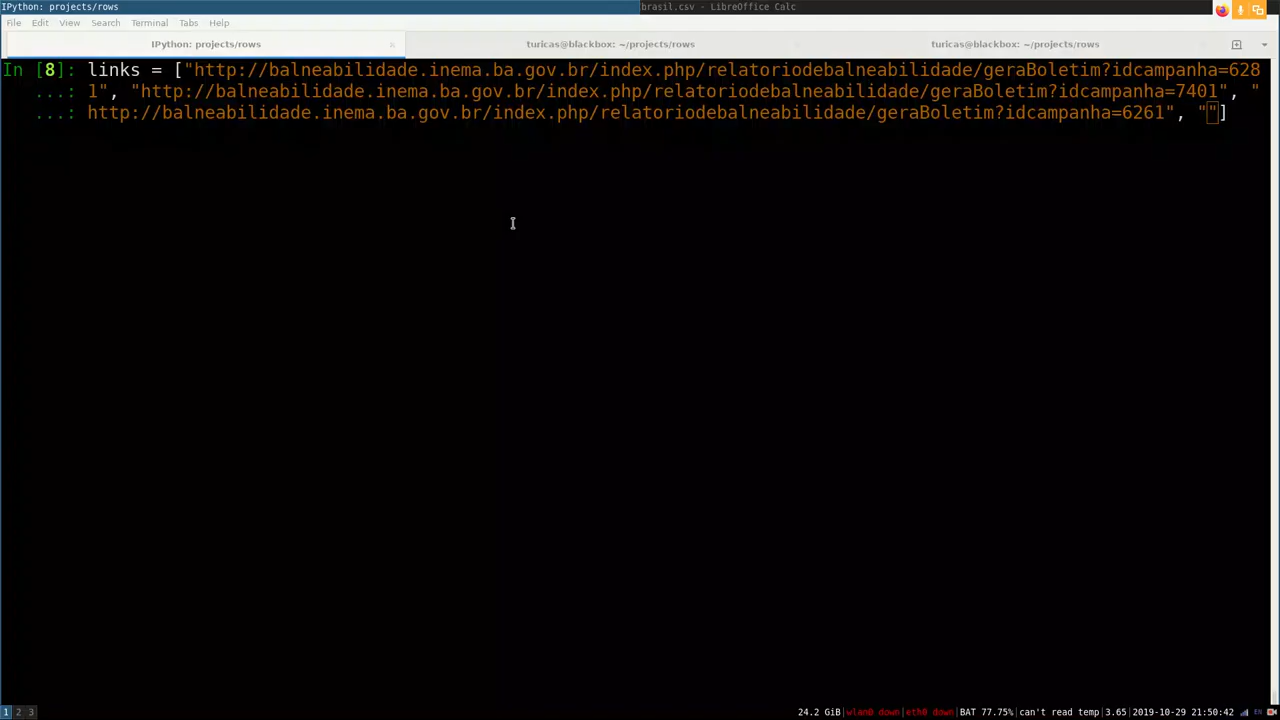 IPython: projects/rows
brasil.csv - LibreOffice Calc
File Edit View Search Terminal Tabs Help
IPython: projects/rows
turicas@blackbox: ~/projects/rows
turicas@blackbox: ~/projects/rows
In [8]: links = ["http://balneabilidade.inema.ba.gov.br/index.php/relatoriodebalneabilidade/geraBoletim?idcampanha=628
...: 1", "http://balneabilidade.inema.ba.gov.br/index.php/relatoriodebalneabilidade/geraBoletim?idcampanha=7401", "
...: http://balneabilidade.inema.ba.gov.br/index.php/relatoriodebalneabilidade/geraBoletim?idcampanha=6261", ""]
1 2 3
24.2 GiB|wlan0 down|eth0 down|BAT 77.75%|can't read temp|3.65|2019-10-29 21:50:42 EN